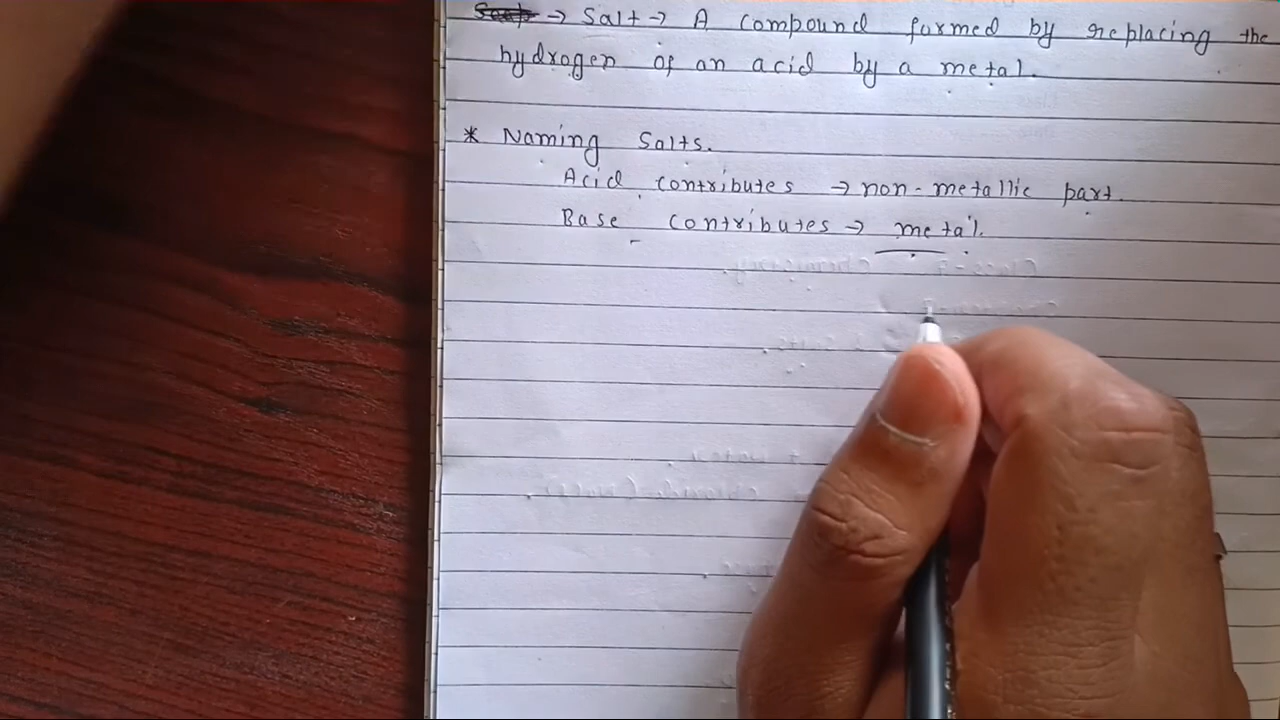 → Salt → A compound formed by replacing the
hydrogen of an acid by a metal.
* Naming Salts.
Acid contributes → non-metallic part.
Base contributes → metal.